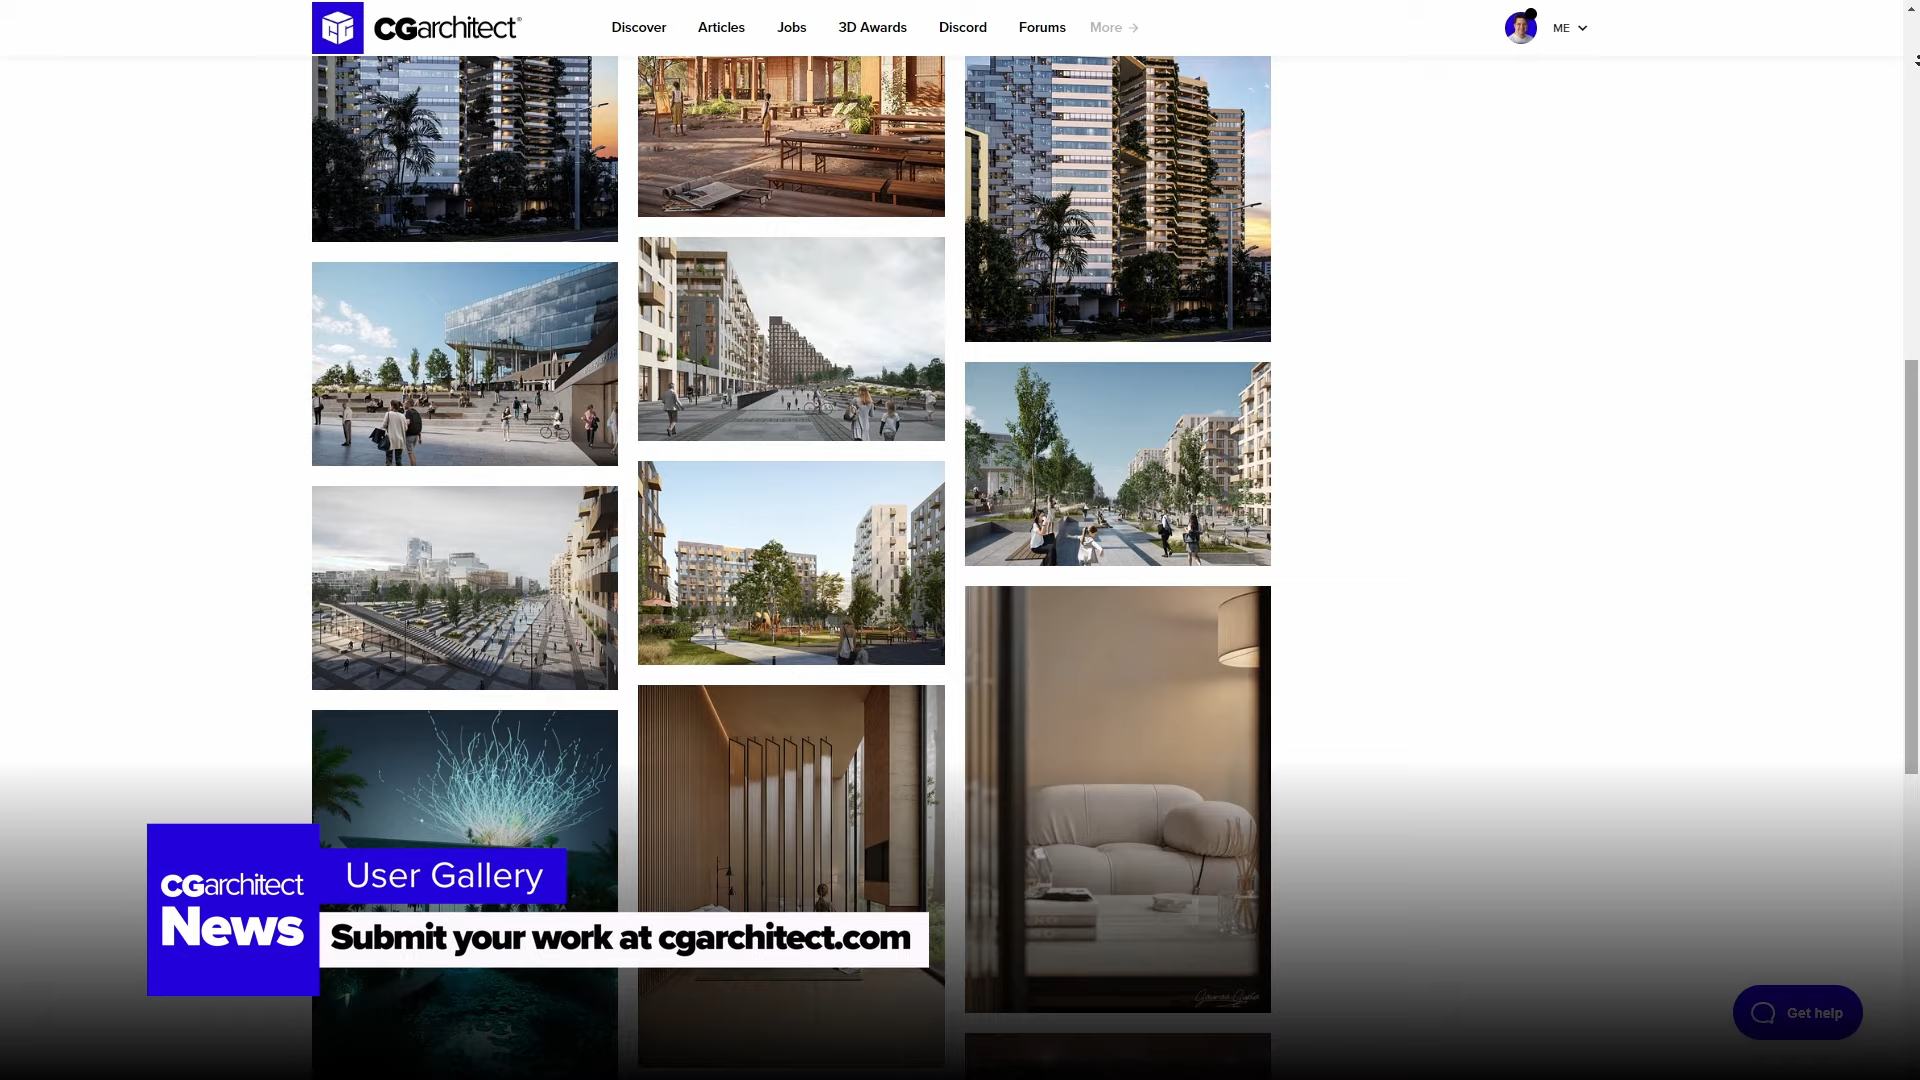 CGarchitect® Discover Articles Jobs 3D Awards Discord Forums More → ME
CGarchitect
News
User Gallery
Submit your work at cgarchitect.com
Get help